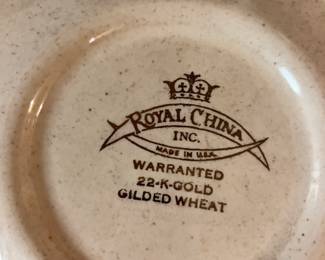 ROYAL CHINA
INC.
MADE IN U.S.A.
WARRANTED
22-K-GOLD
GILDED WHEAT